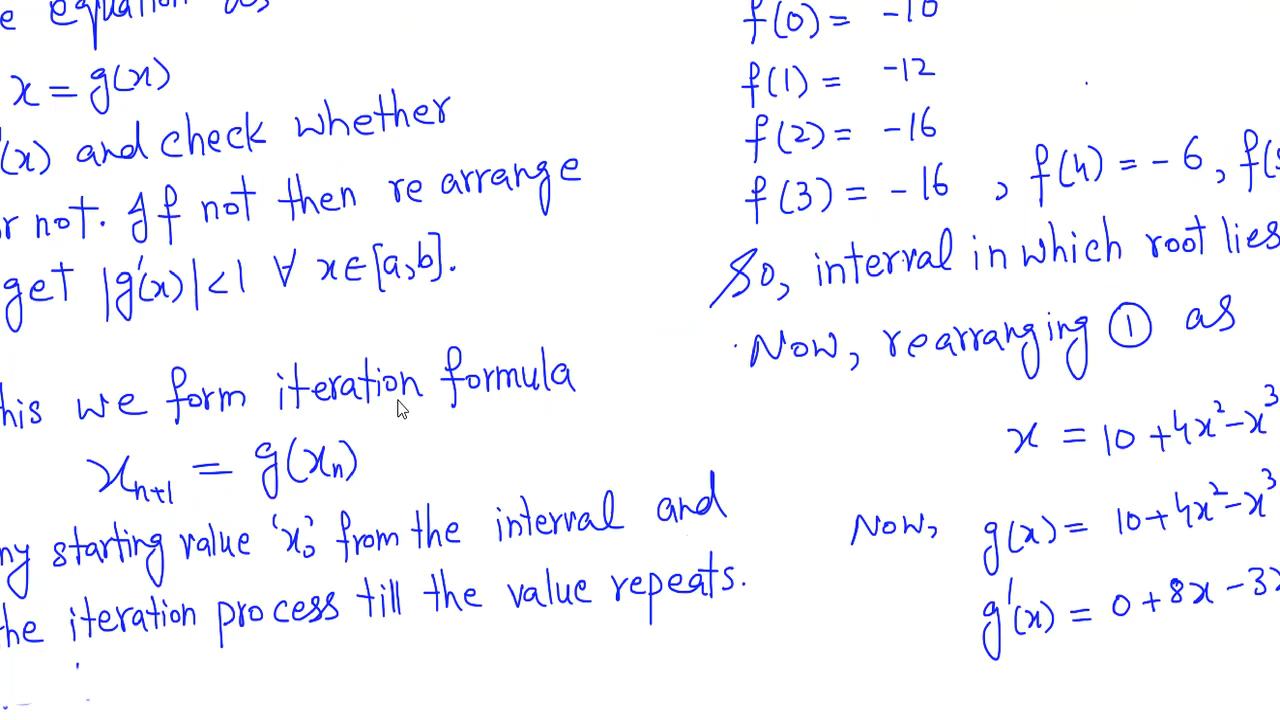 e equation as
x = g(x)
'(x) and check whether
r not. If not then re arrange
get |g'(x)|<1 ∀ x∈[a,b].
his we form iteration formula
xₙ₊₁ = g(xₙ)
ny starting value 'x₀' from the interval and
he iteration process till the value repeats.
f(0) = -10
f(1) = -12
f(2) = -16
f(3) = -16 , f(4) = -6, f(5
So, interval in which root lies
Now, rearranging ① as
x = 10 + 4x² - x³
Now, g(x) = 10 + 4x² - x³
g'(x) = 0 + 8x - 3x